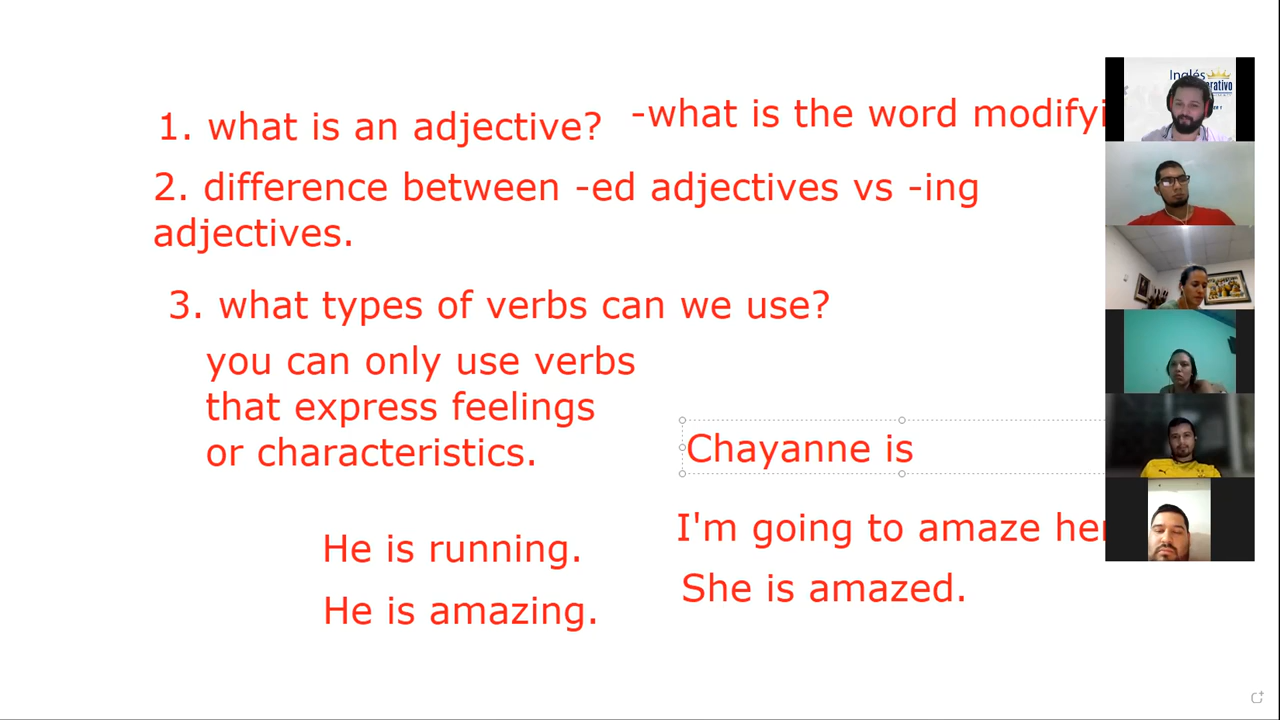 1. what is an adjective?
-what is the word modifyi
2. difference between -ed adjectives vs -ing
adjectives.
3. what types of verbs can we use?
you can only use verbs
that express feelings
or characteristics.
Chayanne is
He is running.
I'm going to amaze her
He is amazing.
She is amazed.
Inglés